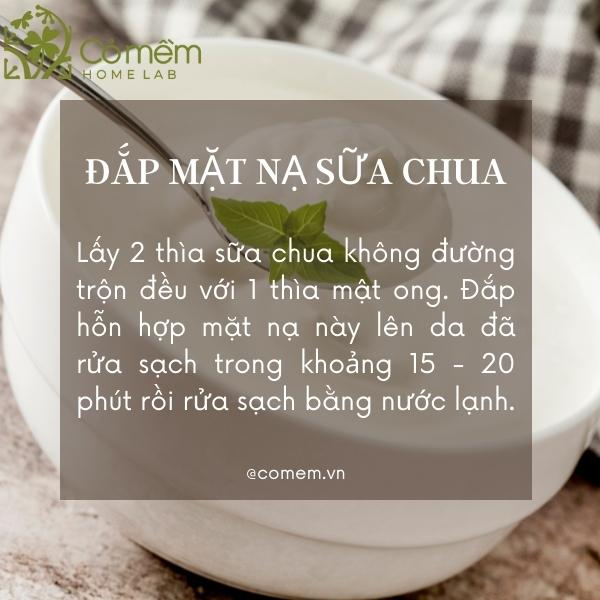 Cỏ mềm
HOME LAB
ĐẮP MẶT NẠ SỮA CHUA
Lấy 2 thìa sữa chua không đường
trộn đều với 1 thìa mật ong. Đắp
hỗn hợp mặt nạ này lên da đã
rửa sạch trong khoảng 15 - 20
phút rồi rửa sạch bằng nước lạnh.
@comem.vn